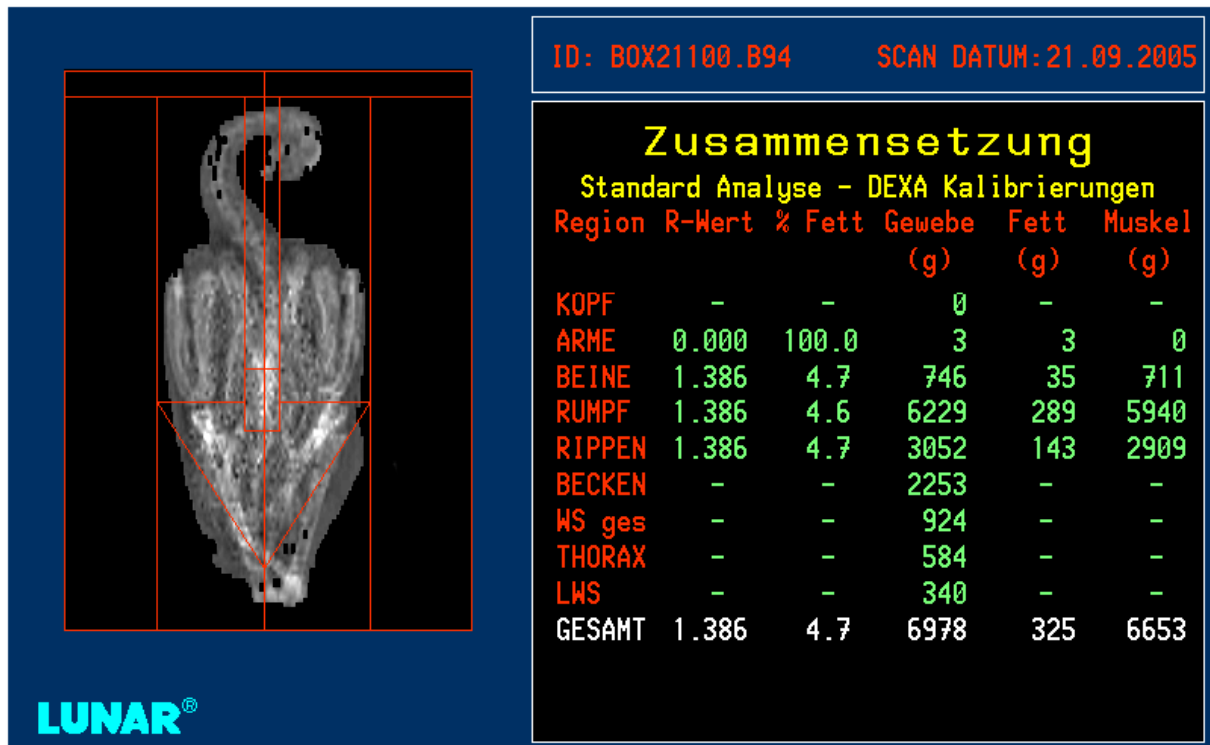 ID: BOX21100.B94 SCAN DATUM:21.09.2005
Zusammensetzung
Standard Analyse - DEXA Kalibrierungen
Region R-Wert % Fett Gewebe Fett Muskel
(g) (g) (g)
KOPF - - 0 - -
ARME 0.000 100.0 3 3 0
BEINE 1.386 4.7 746 35 711
RUMPF 1.386 4.6 6229 289 5940
RIPPEN 1.386 4.7 3052 143 2909
BECKEN - - 2253 - -
WS ges - - 924 - -
THORAX - - 584 - -
LWS - - 340 - -
GESAMT 1.386 4.7 6978 325 6653
LUNAR®